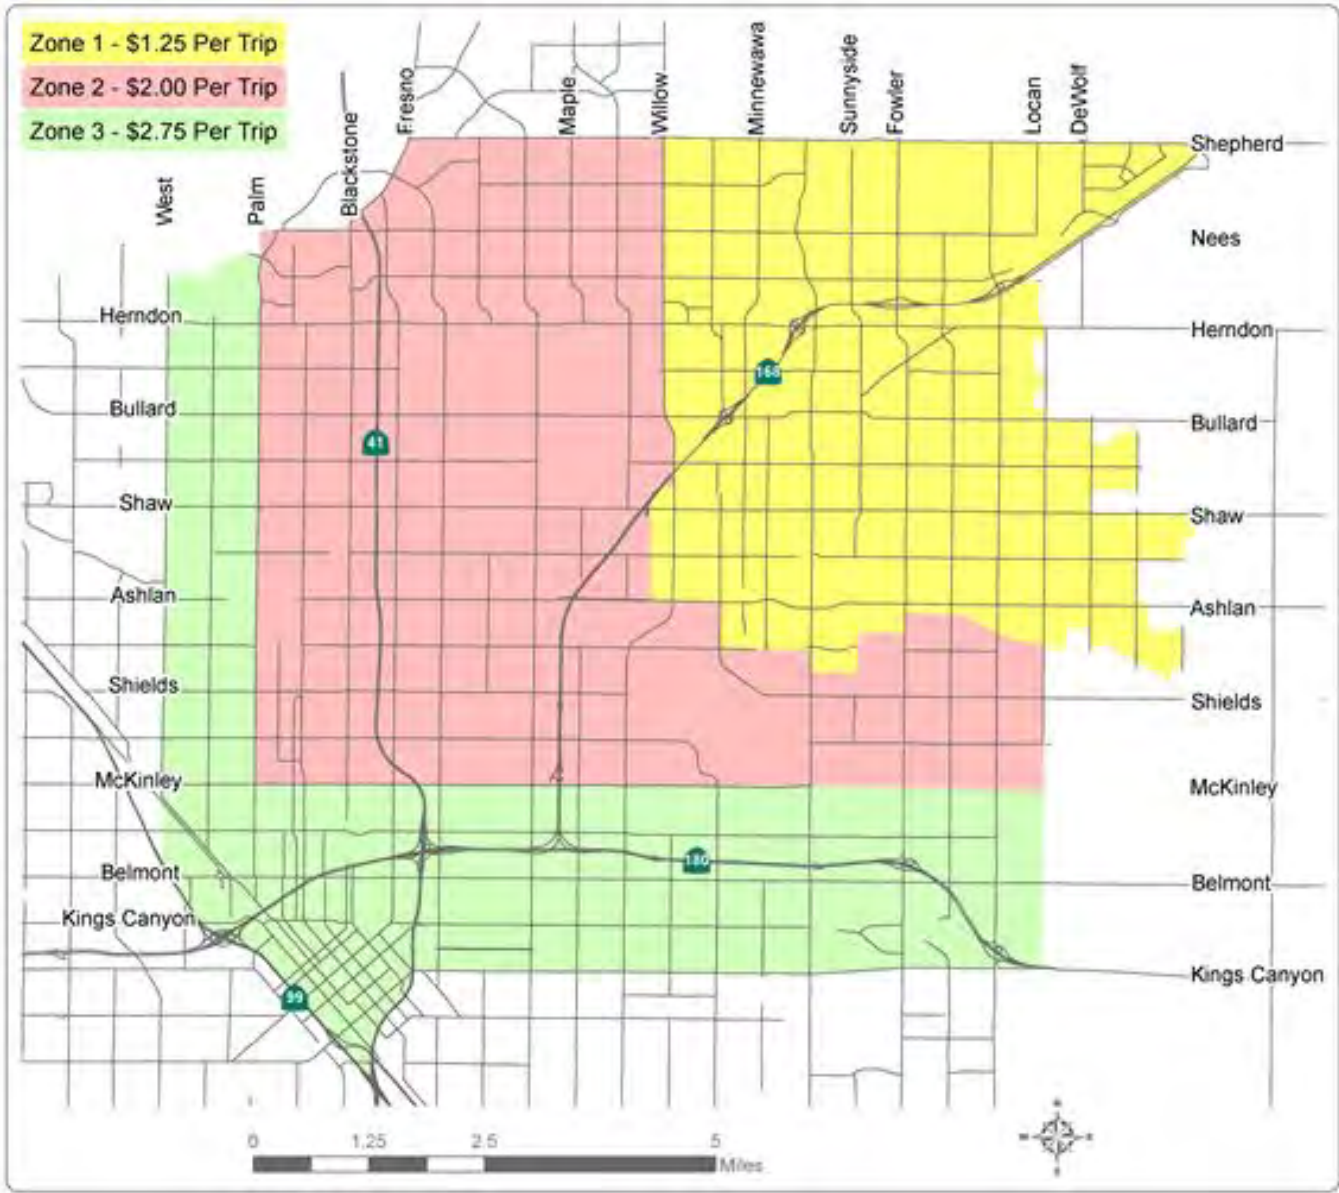 Zone 1 - $1.25 Per Trip
Zone 2 - $2.00 Per Trip
Zone 3 - $2.75 Per Trip
West
Palm
Blackstone
Fresno
Maple
Willow
Minnewawa
Sunnyside
Fowler
Locan
DeWolf
Shepherd
Nees
Herndon
Herndon
168
Bullard
Bullard
41
Shaw
Shaw
Ashlan
Ashlan
Shields
Shields
McKinley
McKinley
180
Belmont
Belmont
Kings Canyon
Kings Canyon
99
0 1.25 2.5 5
Miles